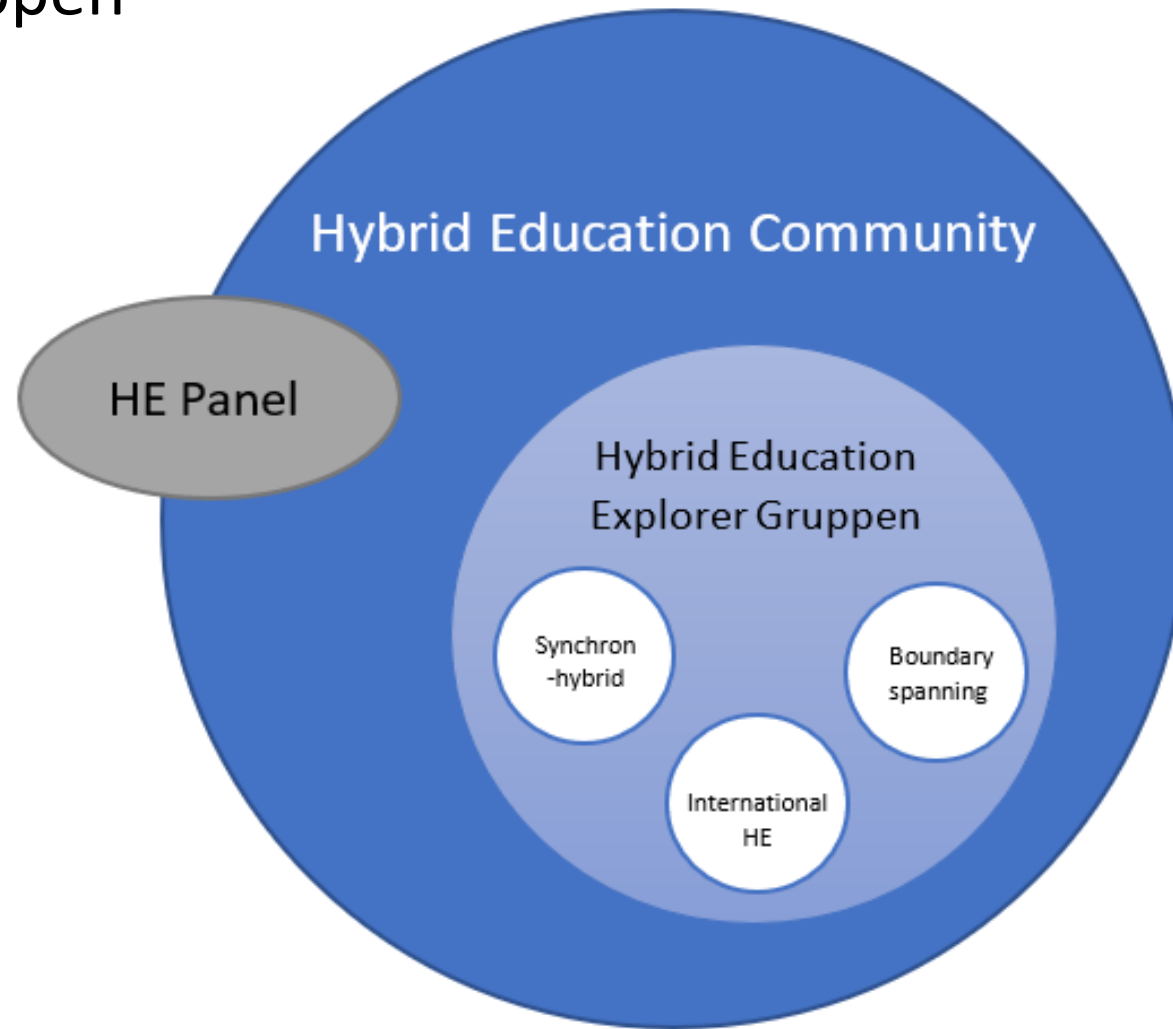 Hybrid Education Community
HE Panel
Hybrid Education
Explorer Gruppen
Synchron
-hybrid
Boundary
spanning
International
HE